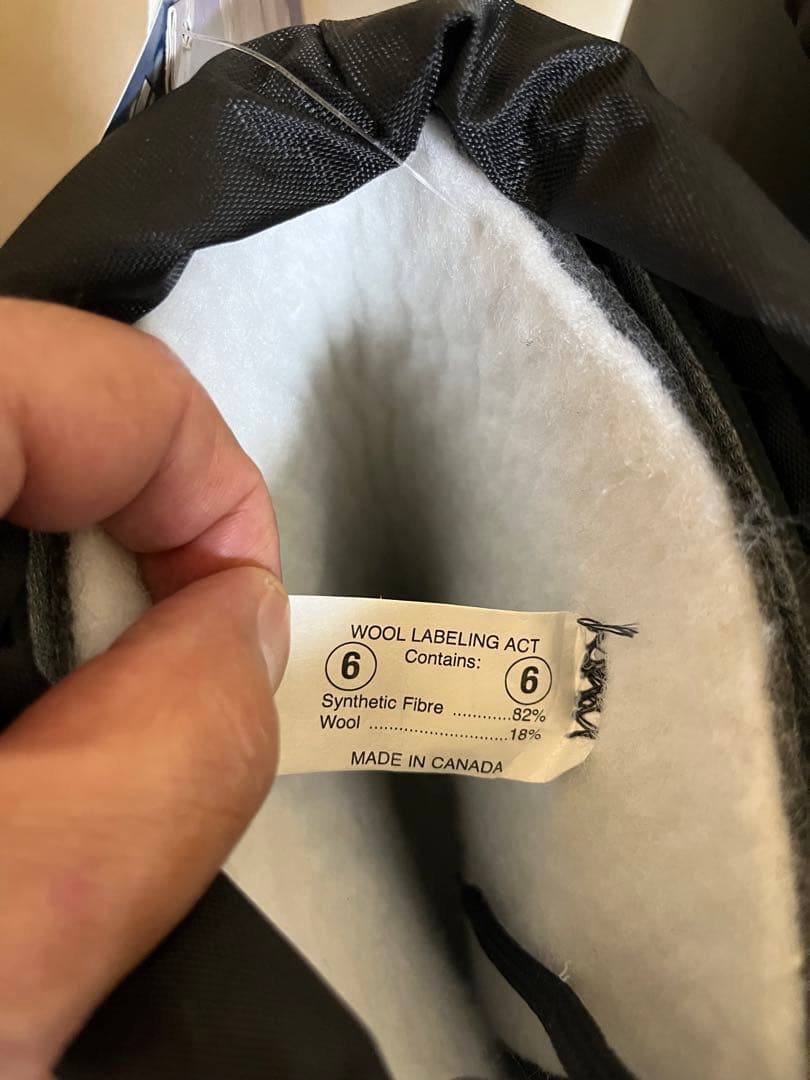 WOOL LABELING ACT
6 Contains: 6
Synthetic Fibre ............82%
Wool ..............................18%
MADE IN CANADA